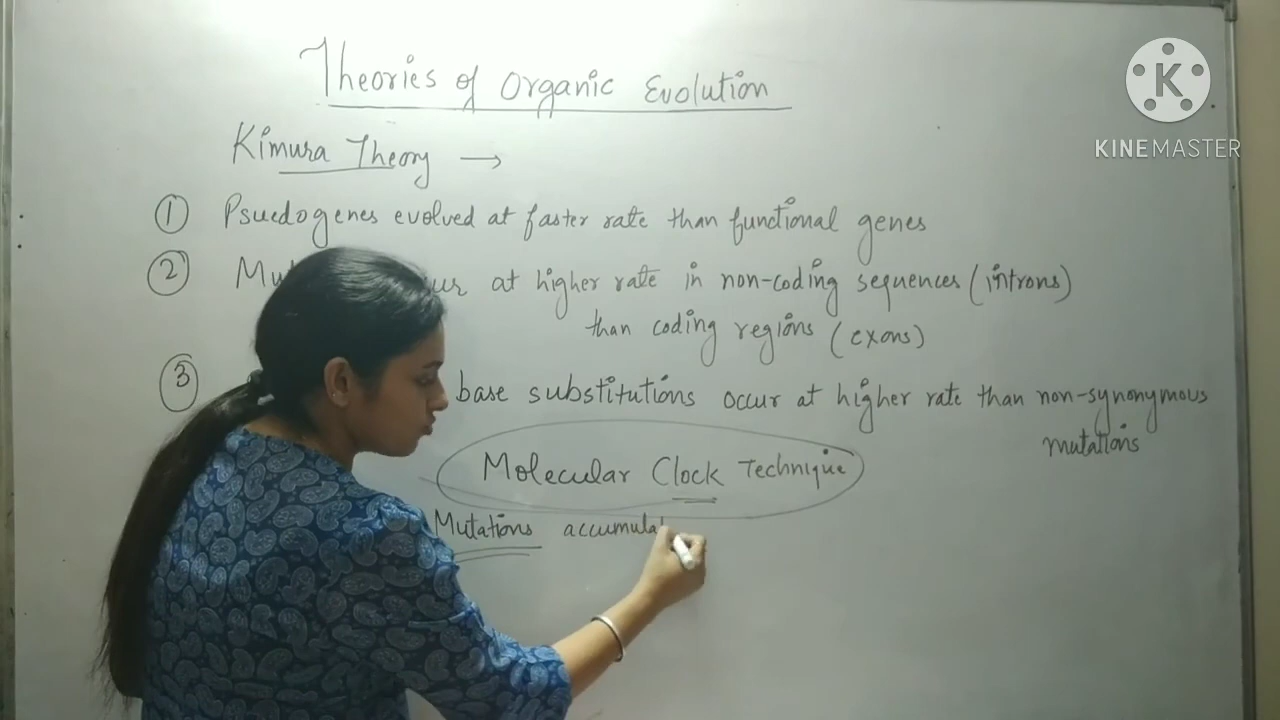 Theories of Organic Evolution
K
KINEMASTER
Kimura Theory →
① Psuedogenes evolved at faster rate than functional genes
② at higher rate in non-coding sequences (introns)
than coding regions (exons)
③ base substitutions occur at higher rate than non-synonymous
mutations
Molecular Clock Technique
Mutations accumulat